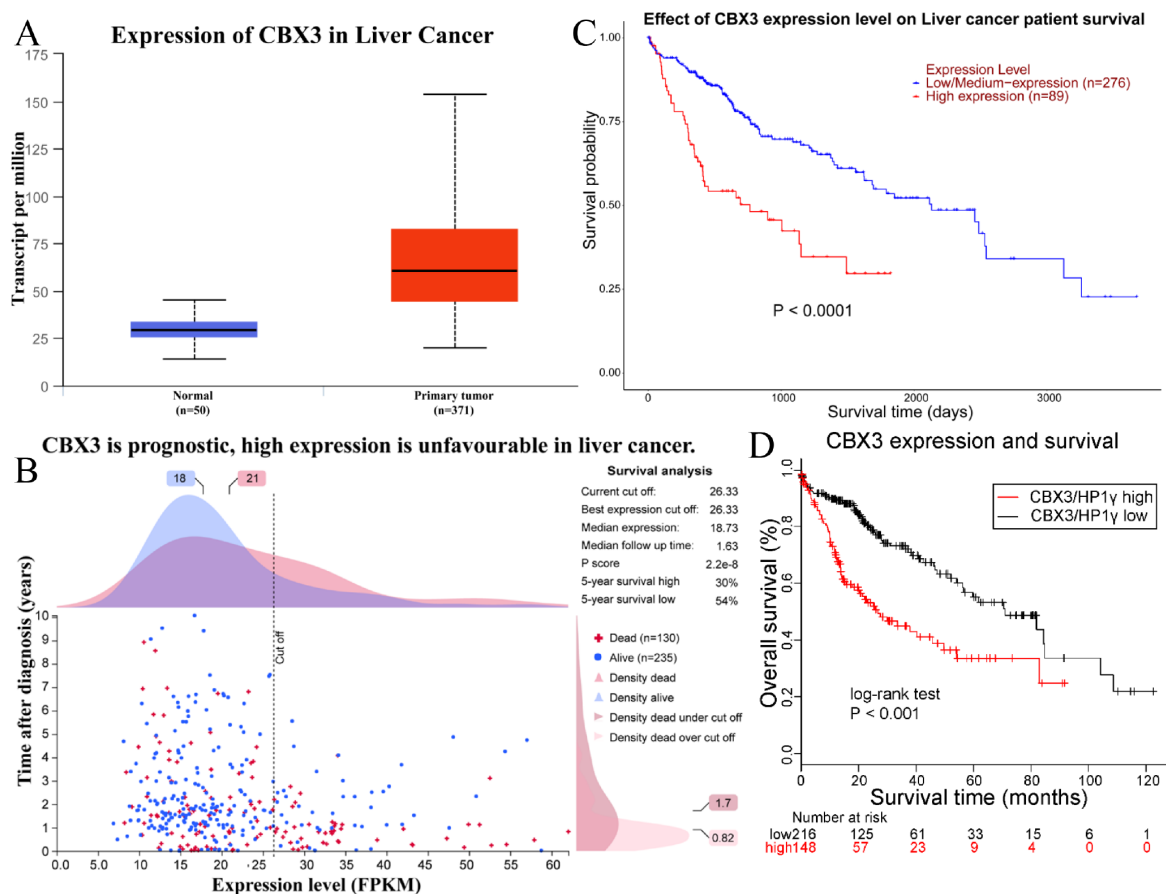 A
Expression of CBX3 in Liver Cancer
Transcript per million
175
150
125
100
75
50
25
0
Normal
(n=50)
Primary tumor
(n=371)
C
Effect of CBX3 expression level on Liver cancer patient survival
Survival probability
1.00
0.75
0.50
0.25
0.00
Expression Level
Low/Medium-expression (n=276)
High expression (n=89)
P < 0.0001
0 1000 2000 3000
Survival time (days)
CBX3 is prognostic, high expression is unfavourable in liver cancer.
B
18 21
Cut off
Time after diagnosis (years)
10
9
8
7
6
5
4
3
2
1
0
0.0 5.0 10 15 20 25 30 35 40 45 50 55 60
Expression level (FPKM)
Survival analysis
Current cut off: 26.33
Best expression cut off: 26.33
Median expression: 18.73
Median follow up time: 1.63
P score 2.2e-8
5-year survival high 30%
5-year survival low 54%
Dead (n=130)
Alive (n=235)
Density dead
Density alive
Density dead under cut off
Density dead over cut off
1.7
0.82
D
CBX3 expression and survival
Overall survival (%)
1.0
0.8
0.6
0.4
0.2
0.0
CBX3/HP1γ high
CBX3/HP1γ low
log-rank test
P < 0.001
0 20 40 60 80 100 120
Survival time (months)
Number at risk
low216 125 61 33 15 6 1
high148 57 23 9 4 0 0